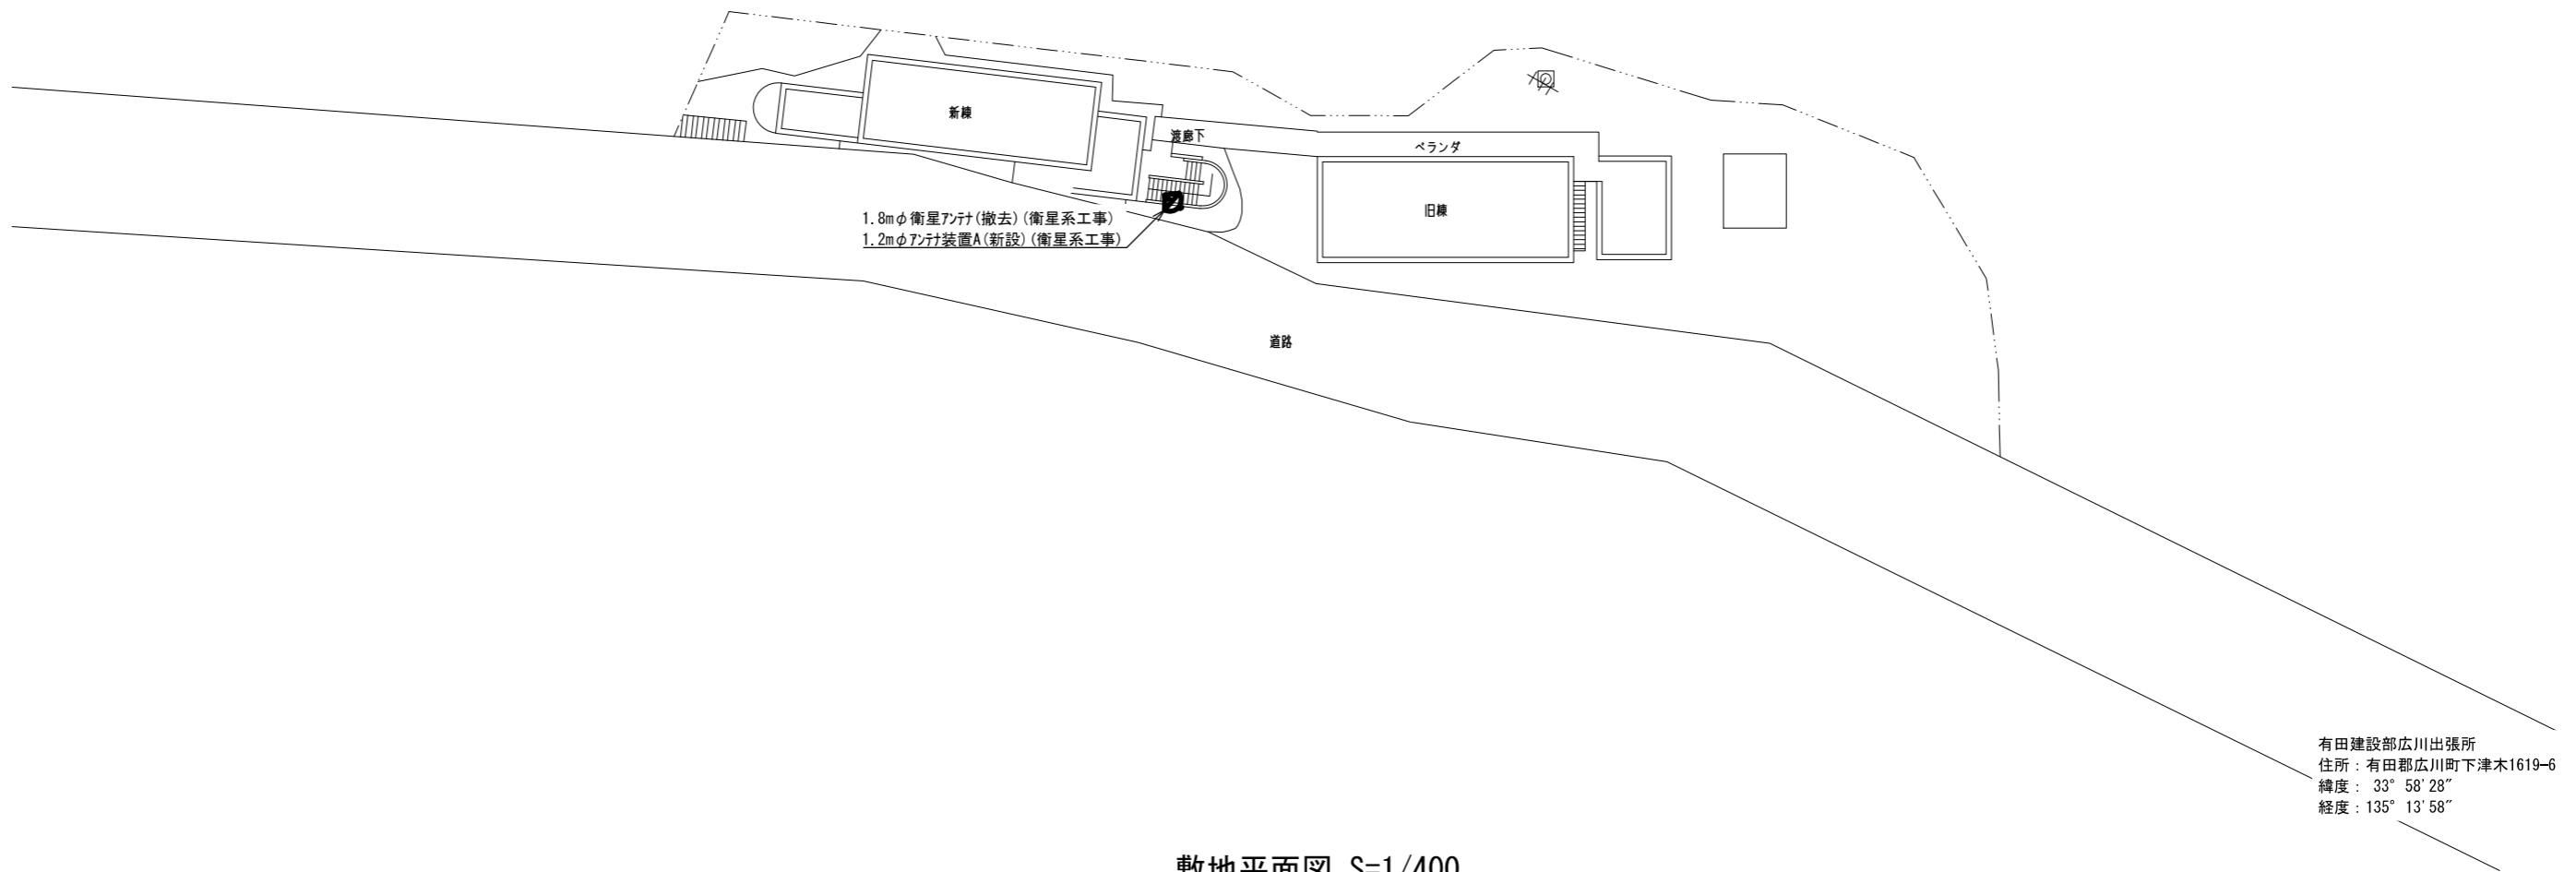 新棟
渡廊下
ベランダ
旧棟
1.8mφ衛星ｱﾝﾃﾅ(撤去)(衛星系工事)
1.2mφｱﾝﾃﾅ装置A(新設)(衛星系工事)
道路
有田建設部広川出張所
住所：有田郡広川町下津木1619-6
緯度： 33°58'28″
経度：135°13'58″
敷地平面図 S=1/400